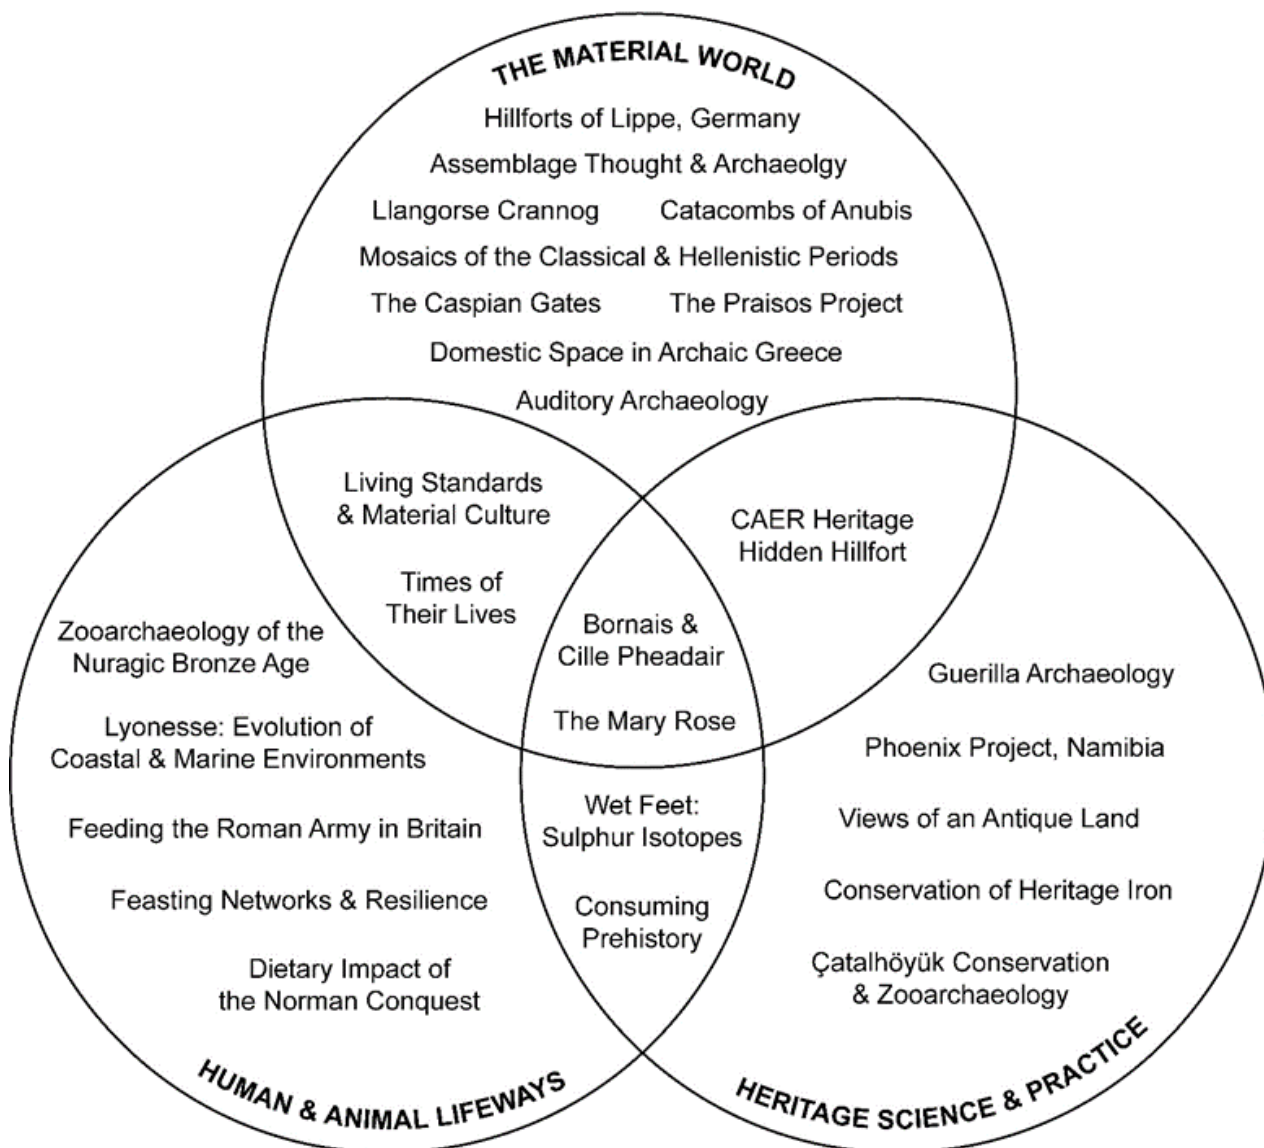 THE MATERIAL WORLD
Hillforts of Lippe, Germany
Assemblage Thought & Archaeolgy
Llangorse Crannog
Catacombs of Anubis
Mosaics of the Classical & Hellenistic Periods
The Caspian Gates
The Praisos Project
Domestic Space in Archaic Greece
Auditory Archaeology
Living Standards
& Material Culture
Times of
Their Lives
CAER Heritage
Hidden Hillfort
Bornais &
Cille Pheadair
The Mary Rose
Zooarchaeology of the
Nuragic Bronze Age
Lyonesse: Evolution of
Coastal & Marine Environments
Feeding the Roman Army in Britain
Feasting Networks & Resilience
Dietary Impact of
the Norman Conquest
Wet Feet:
Sulphur Isotopes
Consuming
Prehistory
Guerilla Archaeology
Phoenix Project, Namibia
Views of an Antique Land
Conservation of Heritage Iron
Çatalhöyük Conservation
& Zooarchaeology
HUMAN & ANIMAL LIFEWAYS
HERITAGE SCIENCE & PRACTICE